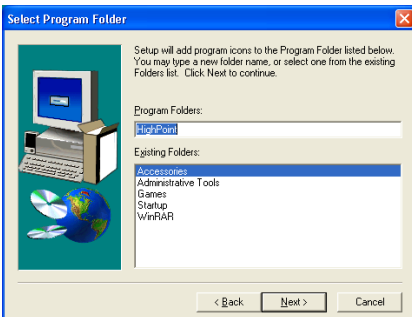 Select Program Folder
Setup will add program icons to the Program Folder listed below.
You may type a new folder name, or select one from the existing
Folders list. Click Next to continue.
Program Folders:
HighPoint
Existing Folders:
Accessories
Administrative Tools
Games
Startup
WinRAR
< Back Next > Cancel